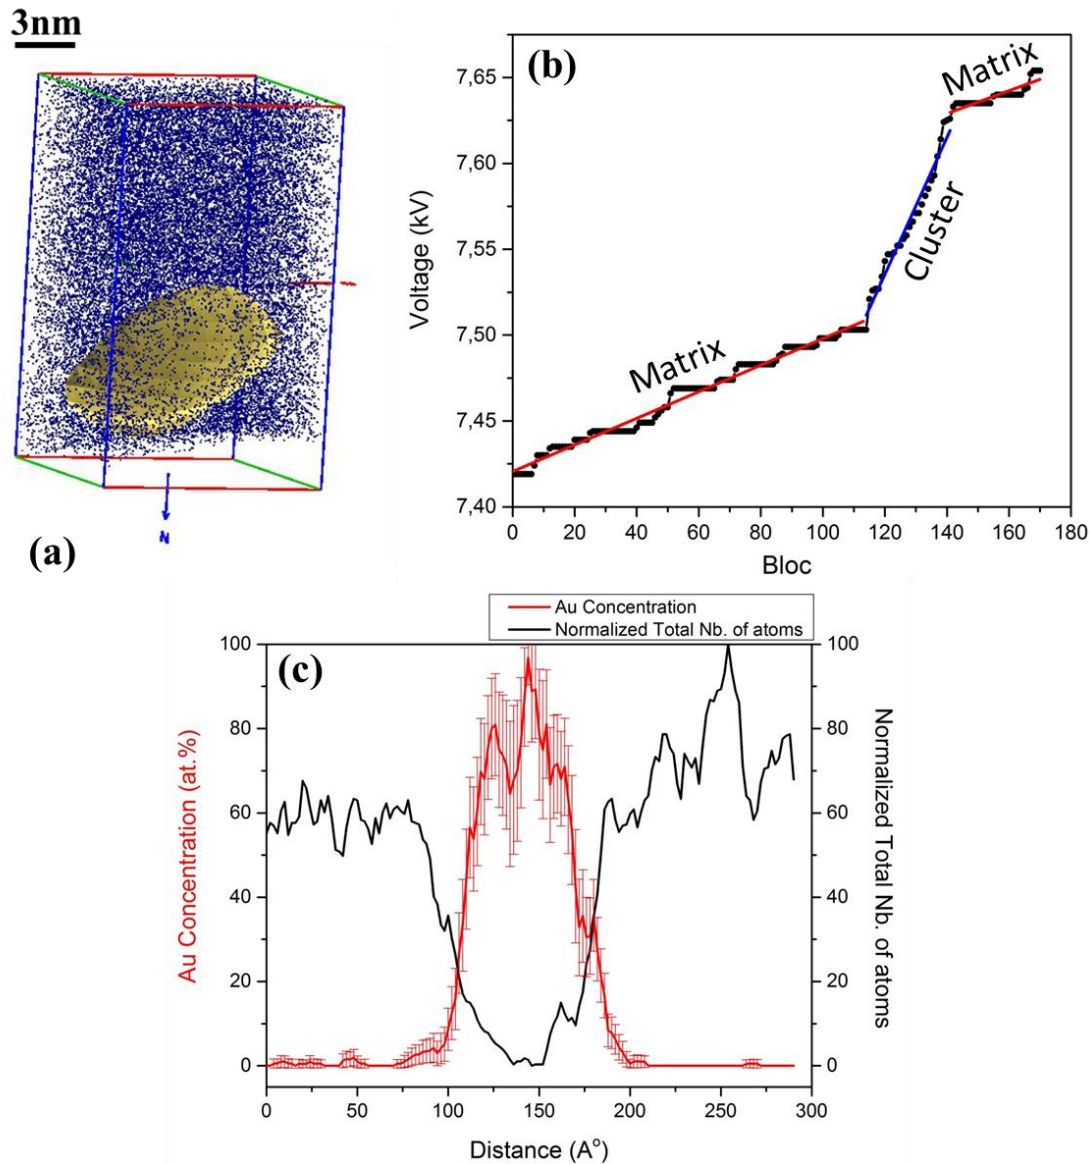 3nm
N
(a)
(b)
7,65
7,60
7,55
7,50
7,45
7,40
Voltage (kV)
Matrix
Cluster
Matrix
0 20 40 60 80 100 120 140 160 180
Bloc
Au Concentration
Normalized Total Nb. of atoms
(c)
100
80
60
40
20
0
Au Concentration (at.%)
100
80
60
40
20
0
Normalized Total Nb. of atoms
0 50 100 150 200 250 300
Distance (A°)